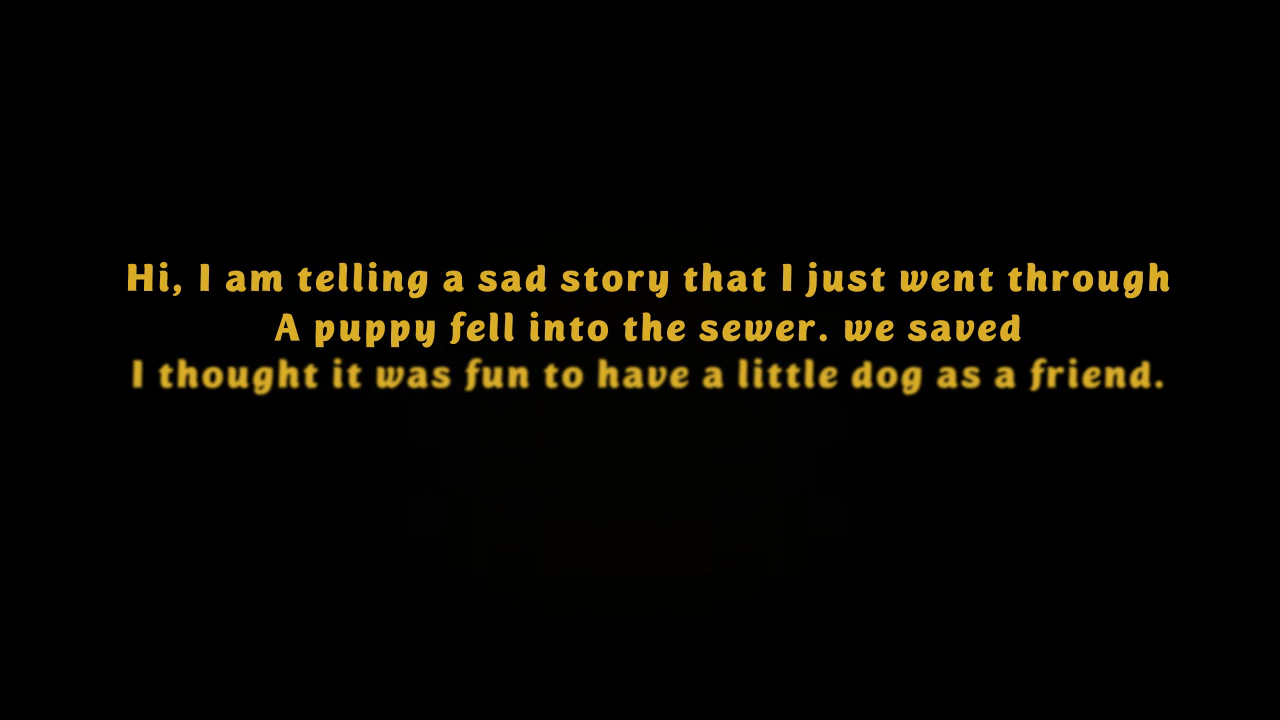 Hi, I am telling a sad story that I just went through
A puppy fell into the sewer. we saved
I thought it was fun to have a little dog as a friend.